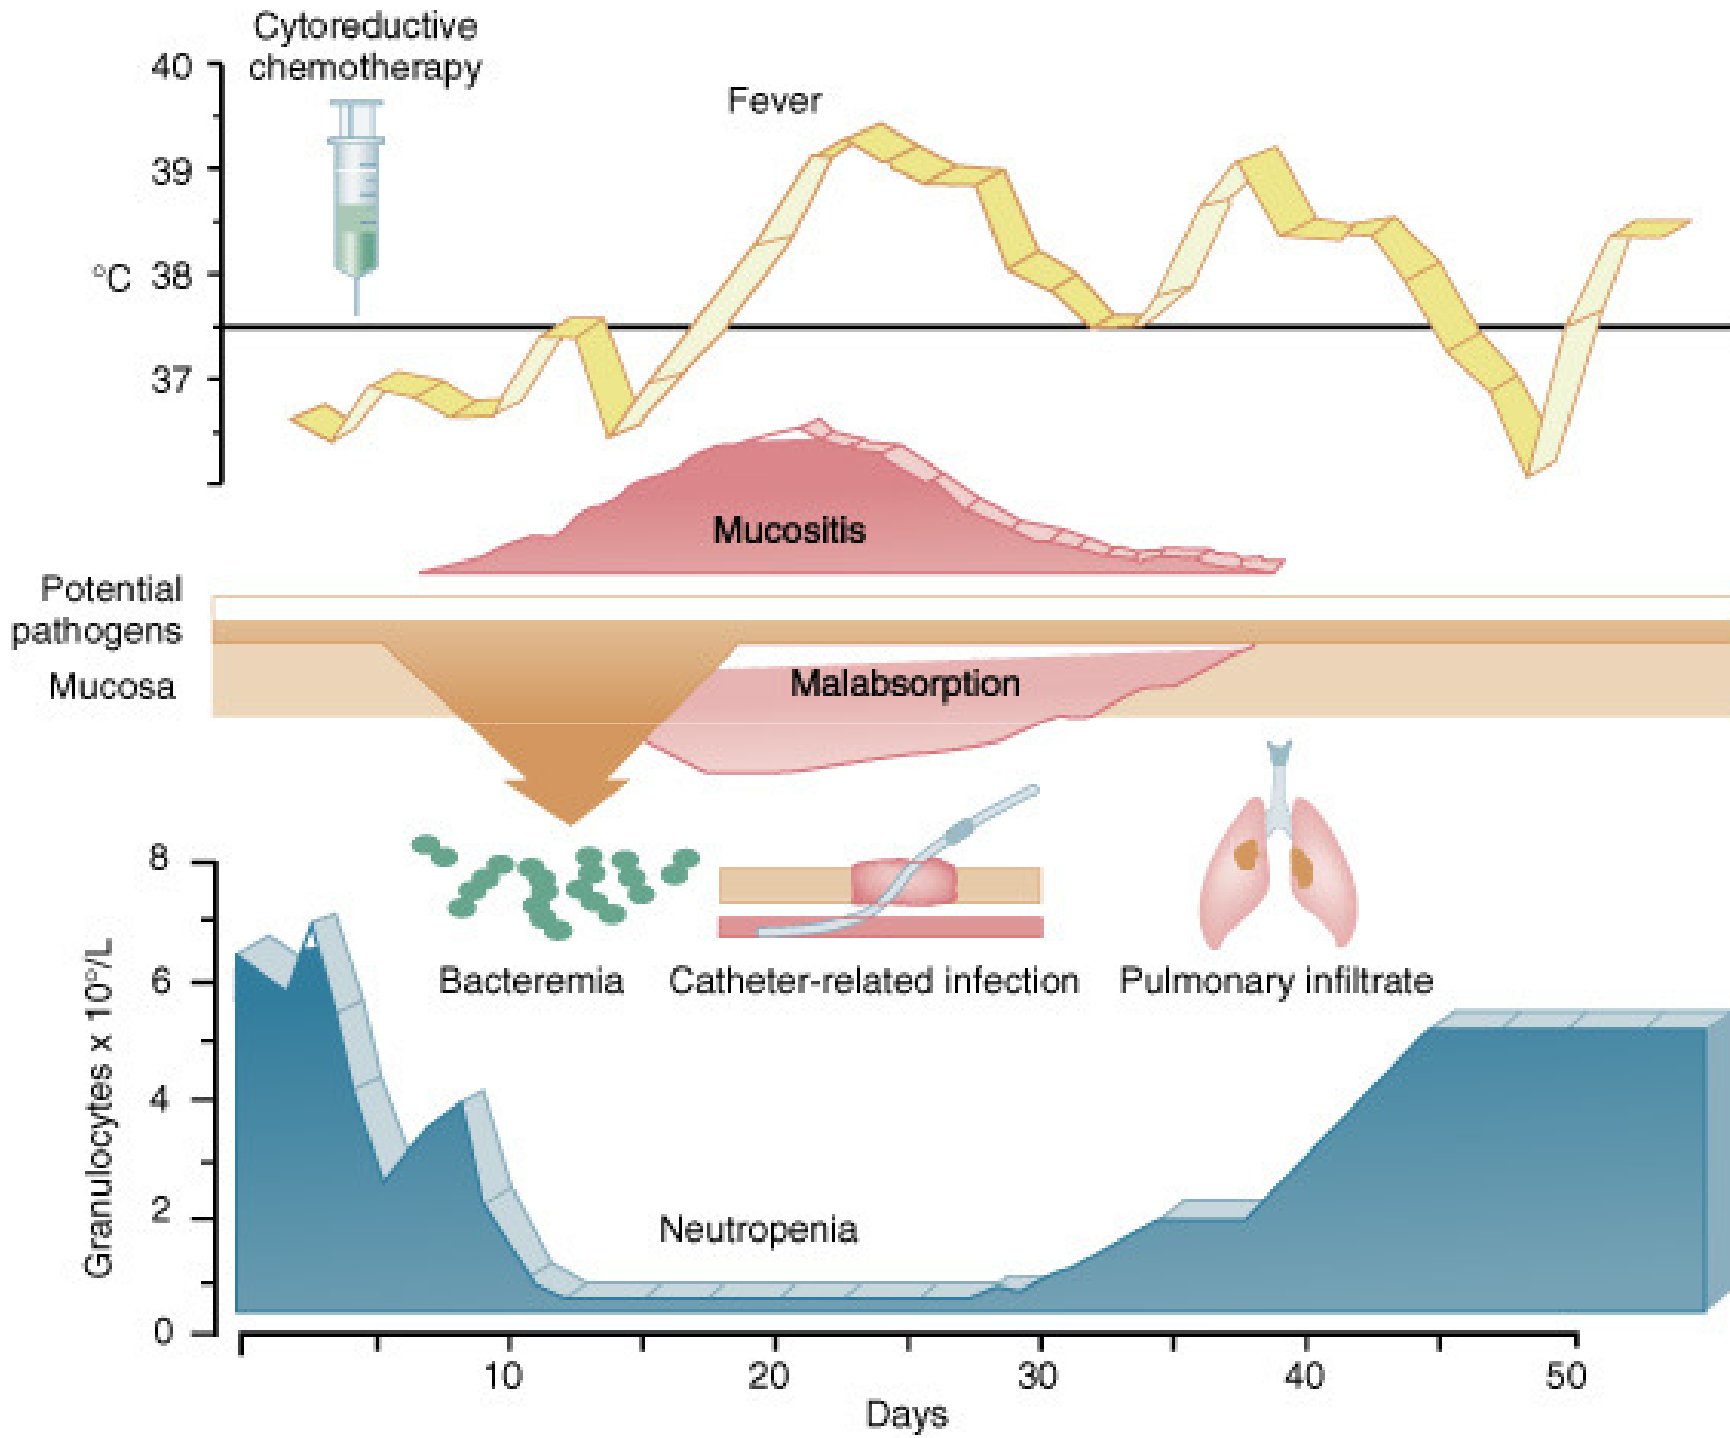 Cytoreductive
chemotherapy
Fever
40
39
°C 38
37
Mucositis
Potential
pathogens
Mucosa
Malabsorption
8
6
4
2
0
Granulocytes x 10°/L
Bacteremia
Catheter-related infection
Pulmonary infiltrate
Neutropenia
10
20
30
40
50
Days